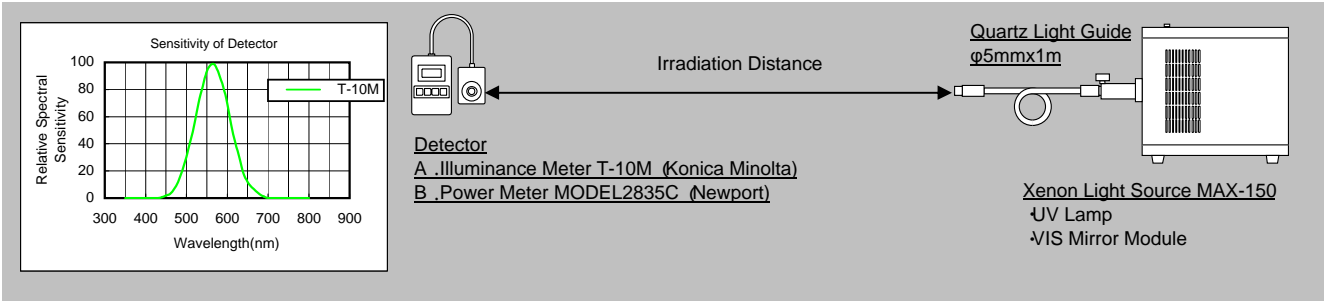 Sensitivity of Detector
Relative Spectral
Sensitivity
100
80
60
40
20
0
T-10M
300 400 500 600 700 800 900
Wavelength(nm)
Irradiation Distance
Quartz Light Guide
φ5mmx1m
Detector
A .Illuminance Meter T-10M (Konica Minolta)
B .Power Meter MODEL2835C (Newport)
Xenon Light Source MAX-150
·UV Lamp
·VIS Mirror Module